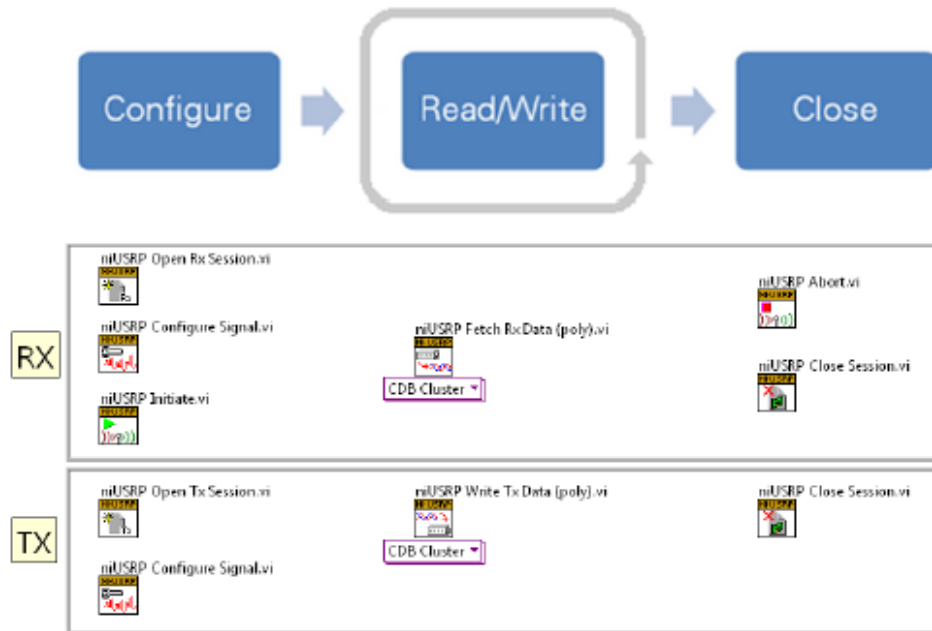 Configure
Read/Write
Close
RX
niUSRP Open Rx Session.vi
niUSRP Configure Signal.vi
niUSRP Initiate.vi
niUSRP Fetch Rx Data (poly).vi
CDB Cluster
niUSRP Abort.vi
niUSRP Close Session.vi
TX
niUSRP Open Tx Session.vi
niUSRP Configure Signal.vi
niUSRP Write Tx Data (poly).vi
CDB Cluster
niUSRP Close Session.vi